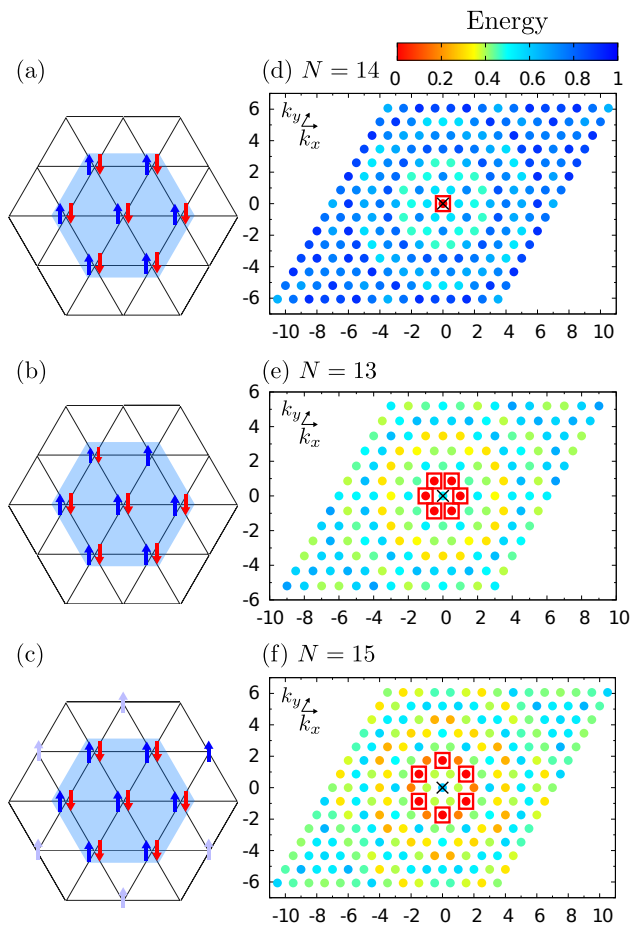 Energy
0 0.2 0.4 0.6 0.8 1
(a)
(d) N = 14
k_y
k_x
6
4
2
0
-2
-4
-6
-10 -8 -6 -4 -2 0 2 4 6 8 10
(b)
(e) N = 13
k_y
k_x
6
4
2
0
-2
-4
-6
-10 -8 -6 -4 -2 0 2 4 6 8 10
(c)
(f) N = 15
k_y
k_x
6
4
2
0
-2
-4
-6
-10 -8 -6 -4 -2 0 2 4 6 8 10